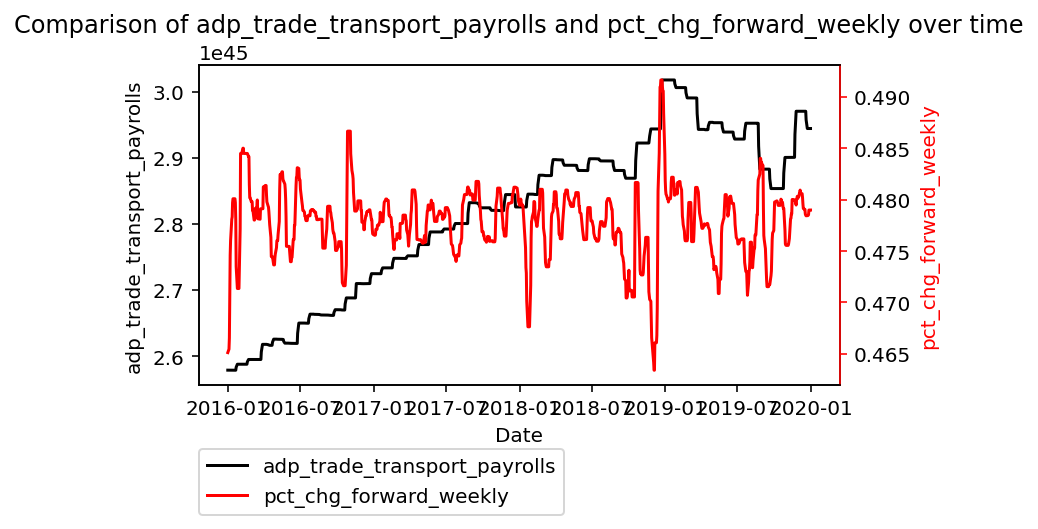 Comparison of adp_trade_transport_payrolls and pct_chg_forward_weekly over time
1e45
3.0
2.9
2.8
2.7
2.6
adp_trade_transport_payrolls
0.490
0.485
0.480
0.475
0.470
0.465
pct_chg_forward_weekly
2016-01 2016-07 2017-01 2017-07 2018-01 2018-07 2019-01 2019-07 2020-01
Date
adp_trade_transport_payrolls
pct_chg_forward_weekly